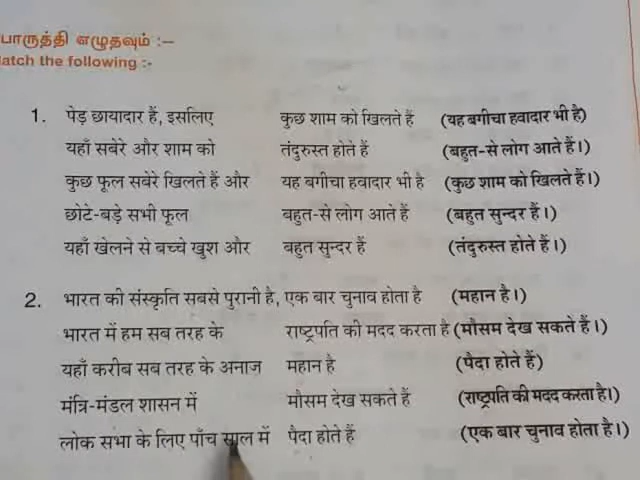 பொருத்தி எழுதவும் :–
atch the following :-
1. पेड़ छायादार हैं, इसलिए कुछ शाम को खिलते हैं (यह बगीचा हवादार भी है)
यहाँ सबेरे और शाम को तंदुरुस्त होते हैं (बहुत-से लोग आते हैं।)
कुछ फूल सबेरे खिलते हैं और यह बगीचा हवादार भी है (कुछ शाम को खिलते हैं।)
छोटे-बड़े सभी फूल बहुत-से लोग आते हैं (बहुत सुन्दर हैं।)
यहाँ खेलने से बच्चे खुश और बहुत सुन्दर हैं (तंदुरुस्त होते हैं।)
2. भारत की संस्कृति सबसे पुरानी है, एक बार चुनाव होता है (महान है।)
भारत में हम सब तरह के राष्ट्रपति की मदद करता है (मौसम देख सकते हैं।)
यहाँ करीब सब तरह के अनाज महान है (पैदा होते हैं)
मंत्रि-मंडल शासन में मौसम देख सकते हैं (राष्ट्रपति की मदद करता है।)
लोक सभा के लिए पाँच साल में पैदा होते हैं (एक बार चुनाव होता है।)